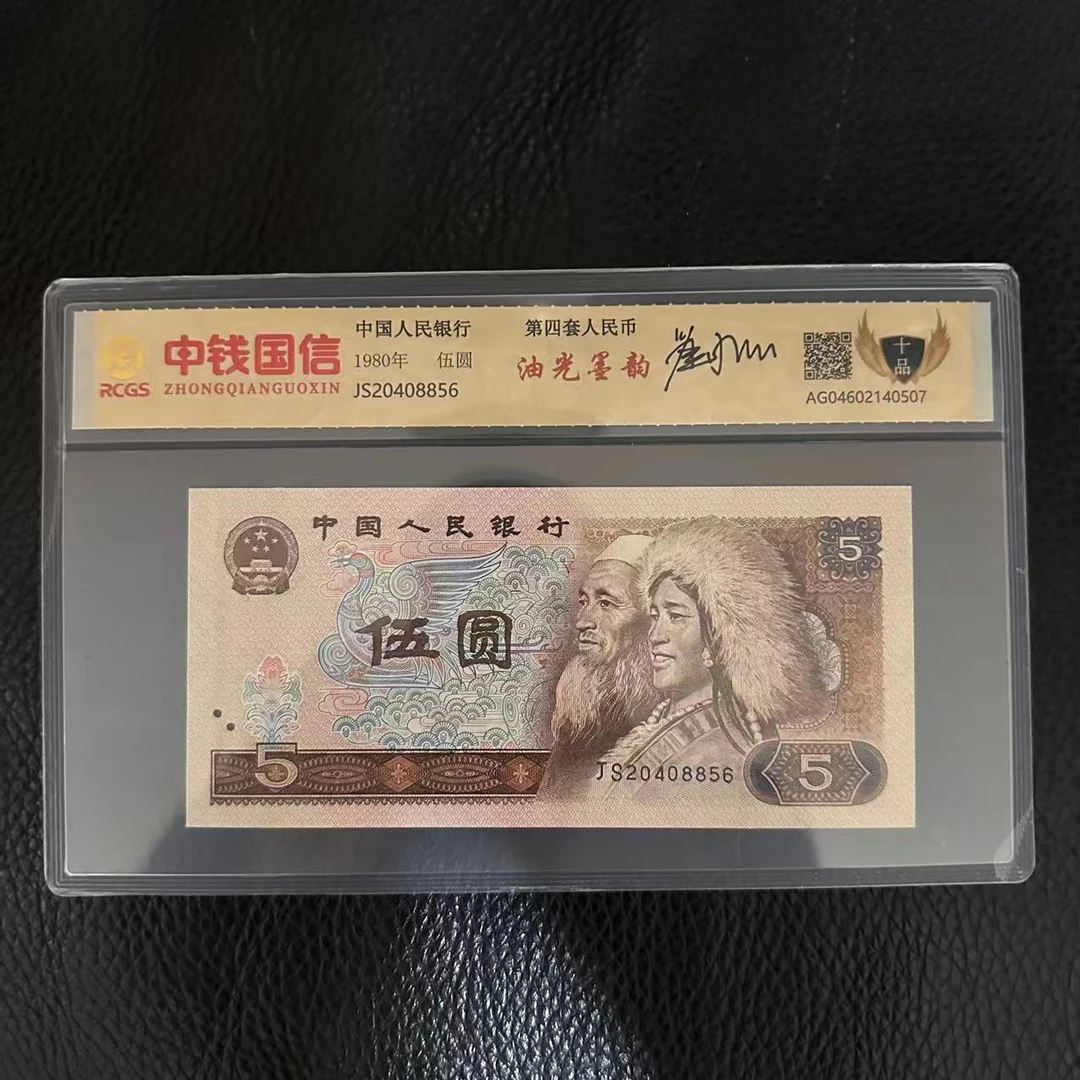 中钱国信
RCGS ZHONGQIANGUOXIN
中国人民银行
1980年 伍圆
JS20408856
第四套人民币
油光墨韵
十品
AG04602140507
中国人民银行
5
伍圆
5
JS20408856
5